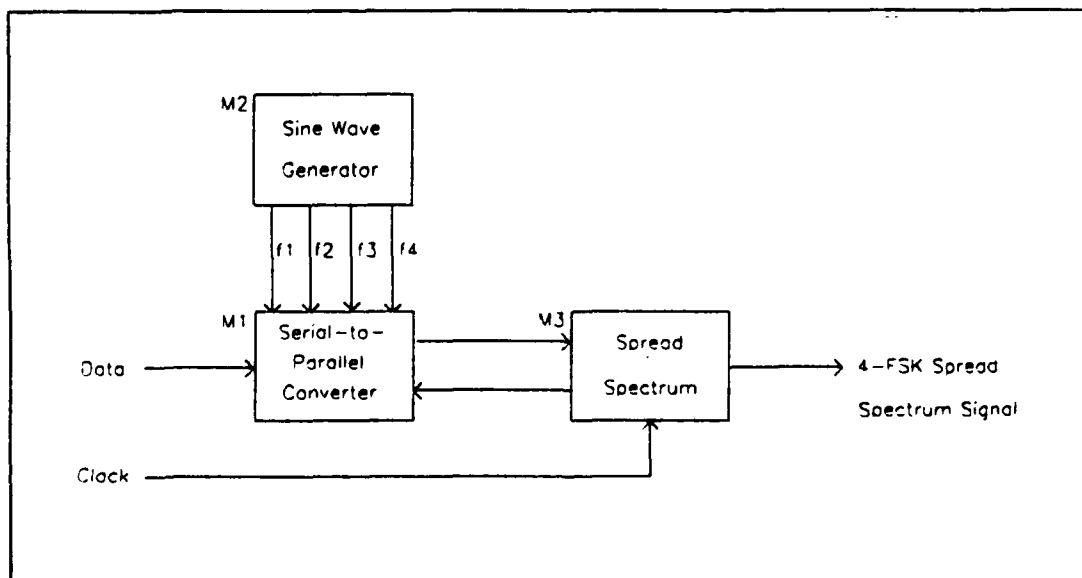 M2
Sine Wave
Generator
f1 f2 f3 f4
M1
Serial-to-
Parallel
Converter
M3
Spread
Spectrum
Data
4-FSK Spread
Spectrum Signal
Clock